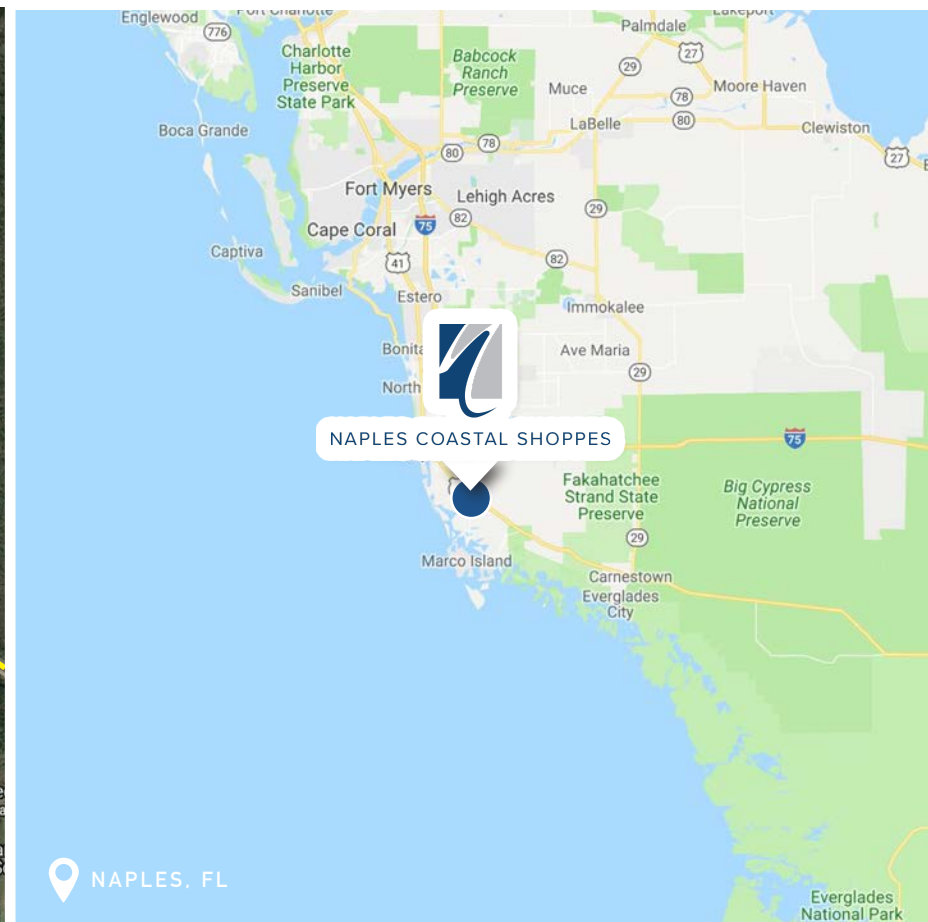 Englewood
Port Charlotte
Lakeport
776
Palmdale
Charlotte
Harbor
Preserve
State Park
Babcock
Ranch
Preserve
27
29
Muce
Moore Haven
78
LaBelle
80
Clewiston
Boca Grande
78
80
27
Fort Myers
Lehigh Acres
29
82
Cape Coral
75
Captiva
41
82
Sanibel
Estero
Immokalee
Bonita
Ave Maria
29
North
NAPLES COASTAL SHOPPES
75
Fakahatchee
Strand State
Preserve
Big Cypress
National
Preserve
29
Marco Island
Carnestown
Everglades
City
NAPLES, FL
Everglades
National Park